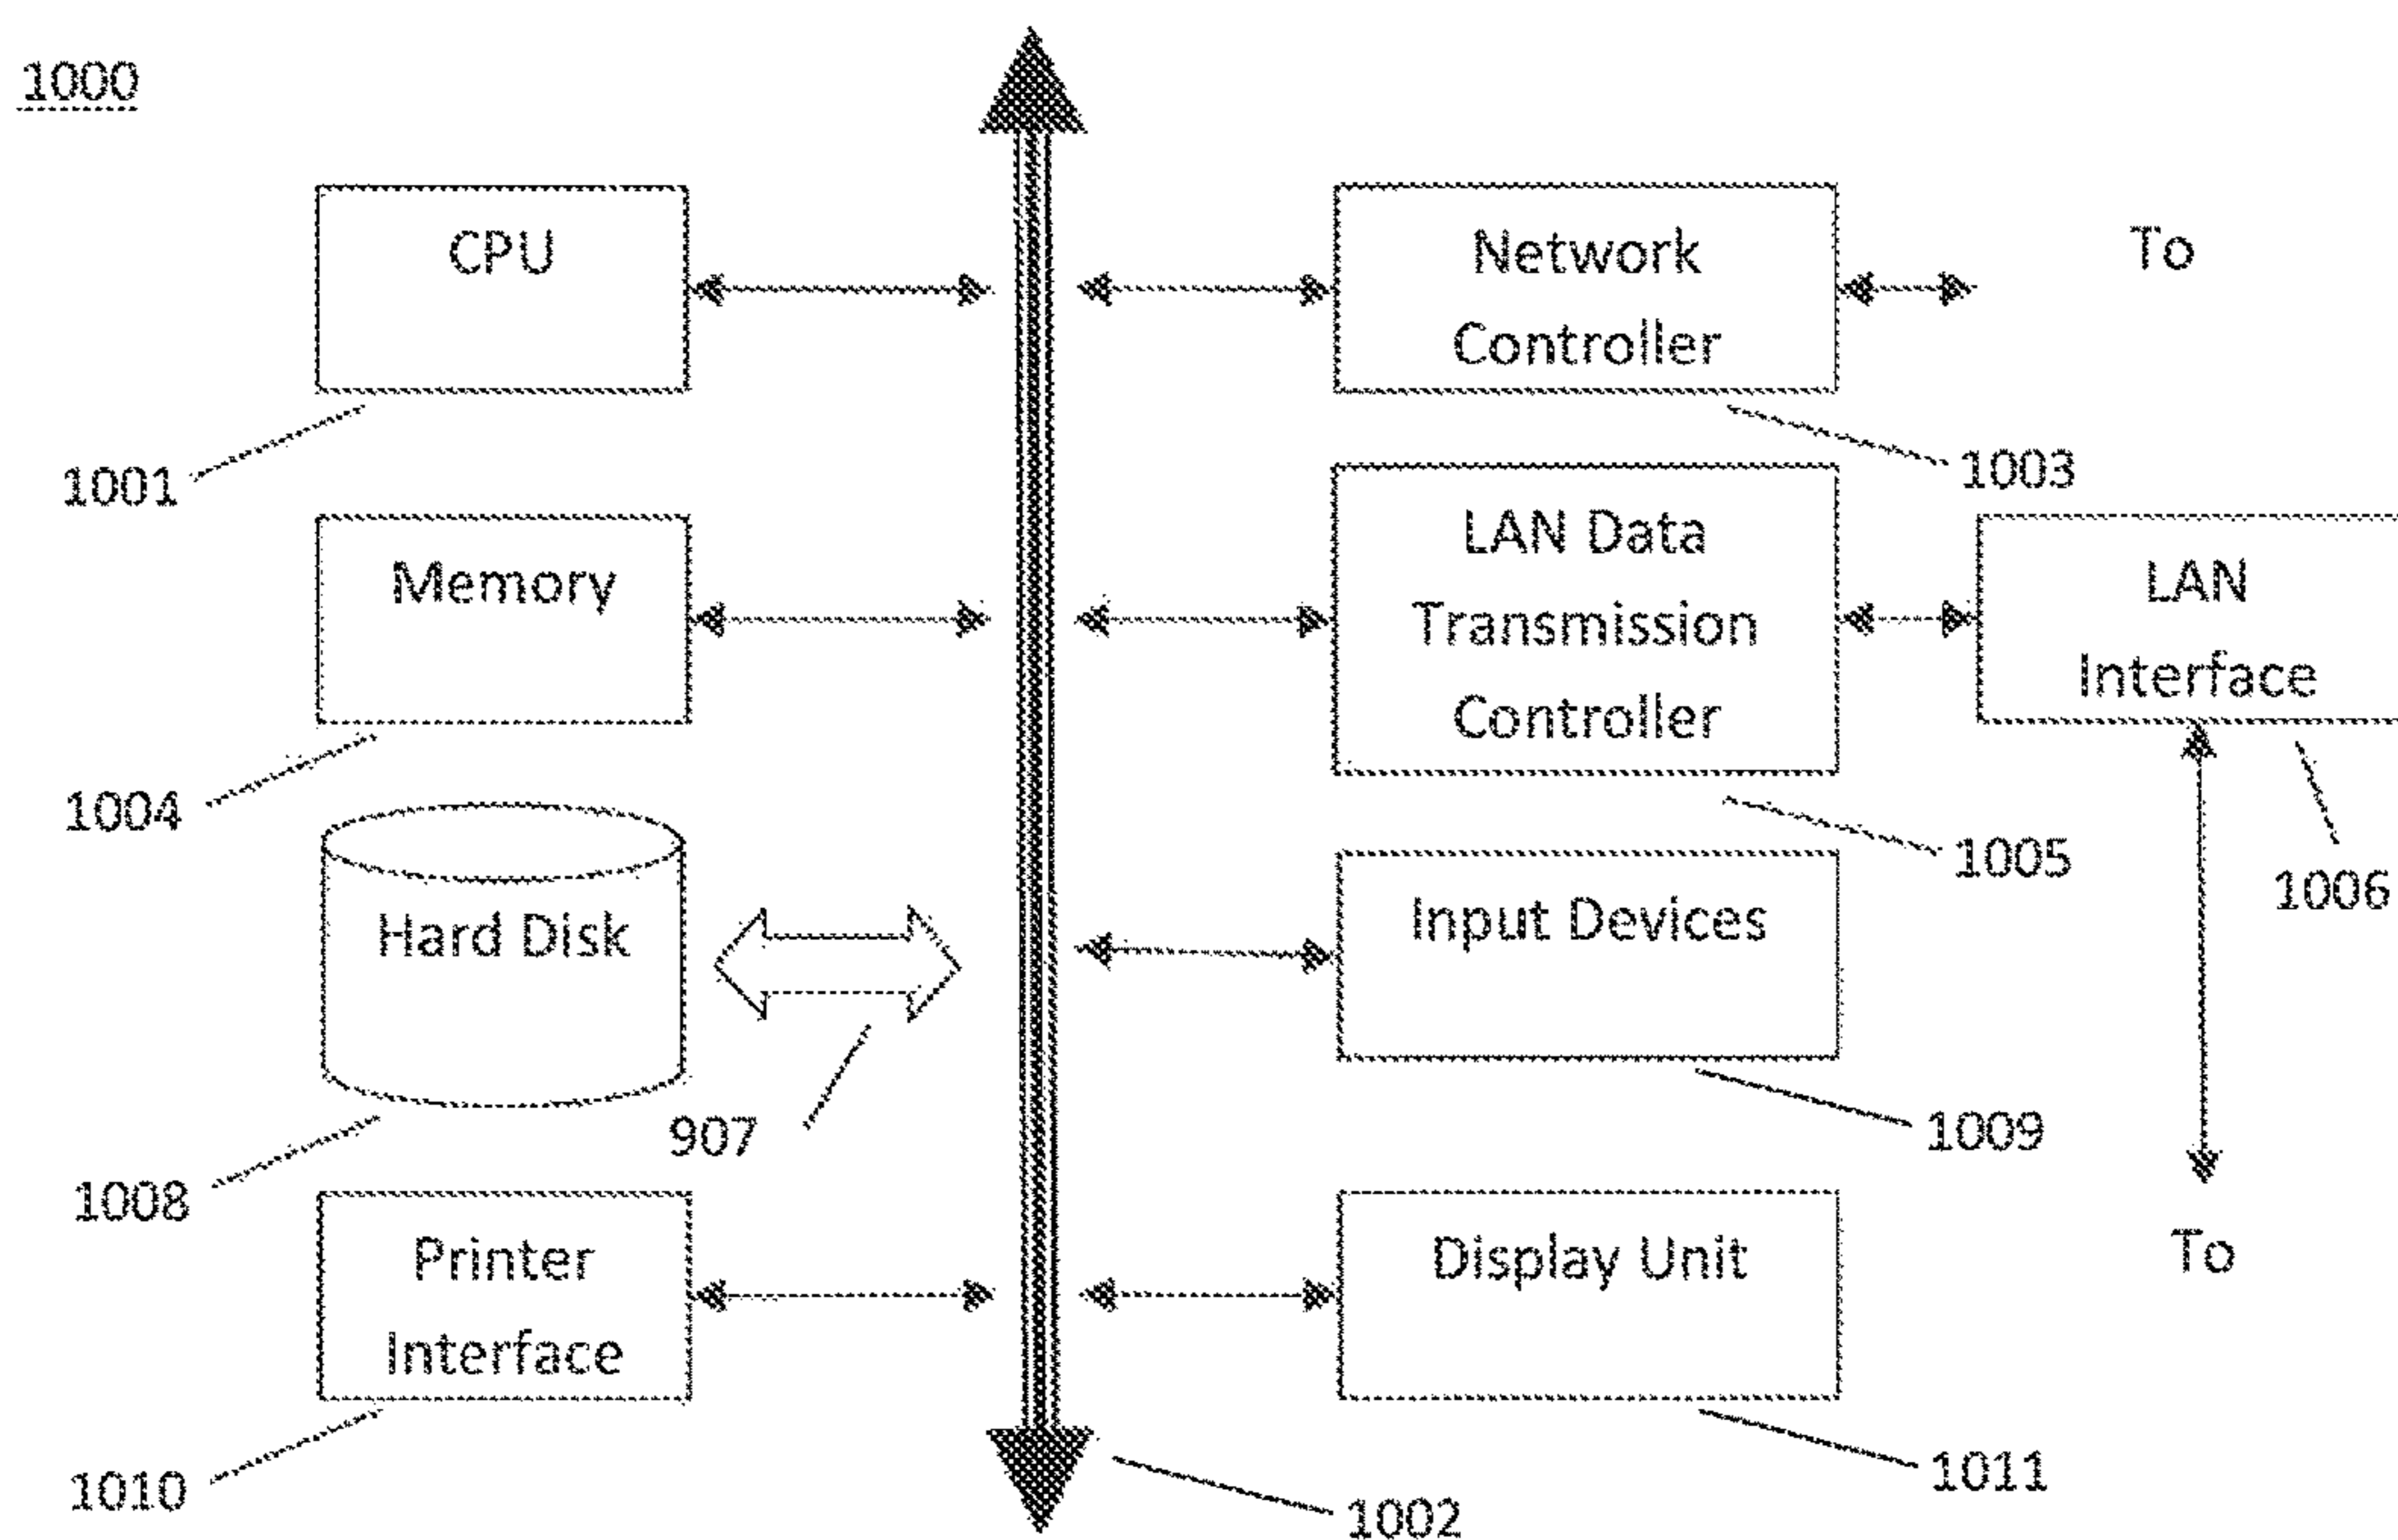 1000
CPU
Network
Controller
To
1001
1003
Memory
LAN Data
Transmission
Controller
LAN
Interface
1004
1005
1006
Hard Disk
Input Devices
907
1009
1008
Printer
Interface
Display Unit
To
1010
1011
1002